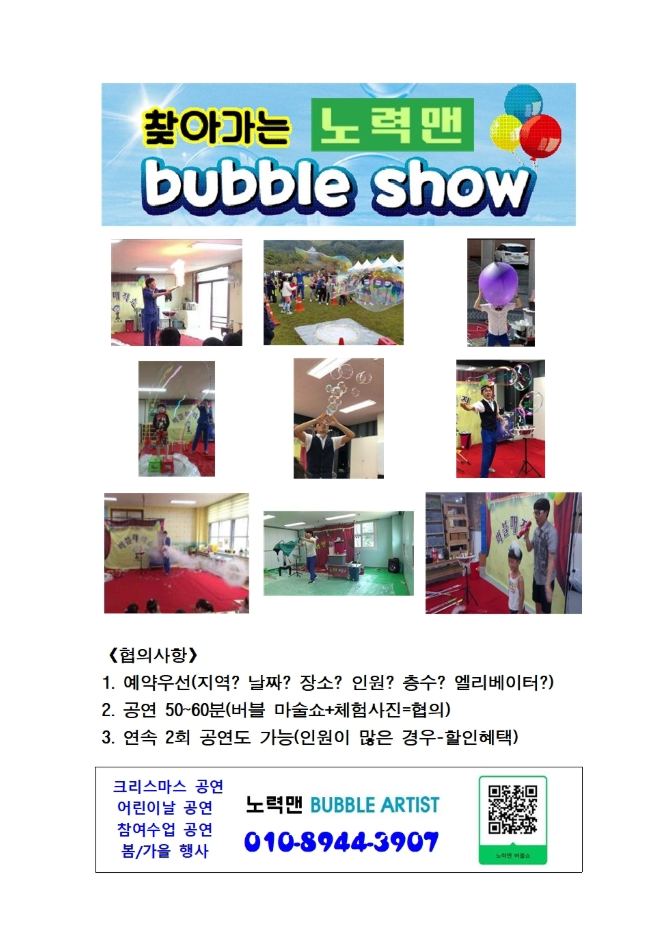 찾아가는 노력맨
bubble show
《협의사항》
1. 예약우선(지역? 날짜? 장소? 인원? 층수? 엘리베이터?)
2. 공연 50~60분(버블 마술쇼+체험사진=협의)
3. 연속 2회 공연도 가능(인원이 많은 경우-할인혜택)
크리스마스 공연
어린이날 공연
참여수업 공연
봄/가을 행사
노력맨 BUBBLE ARTIST
010-8944-3907
노력맨 버블쇼